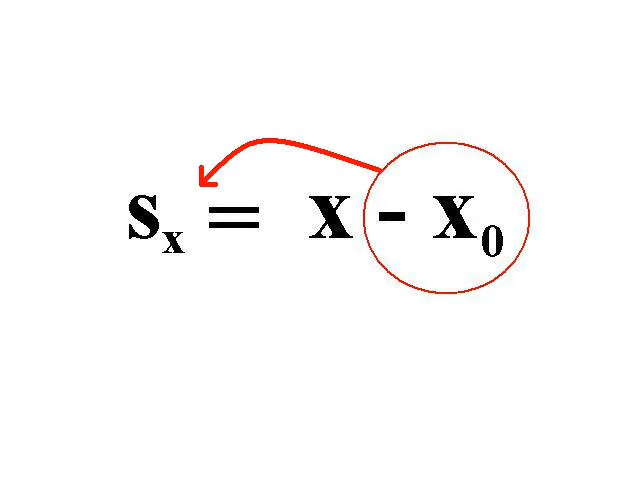 sₓ = x - x₀